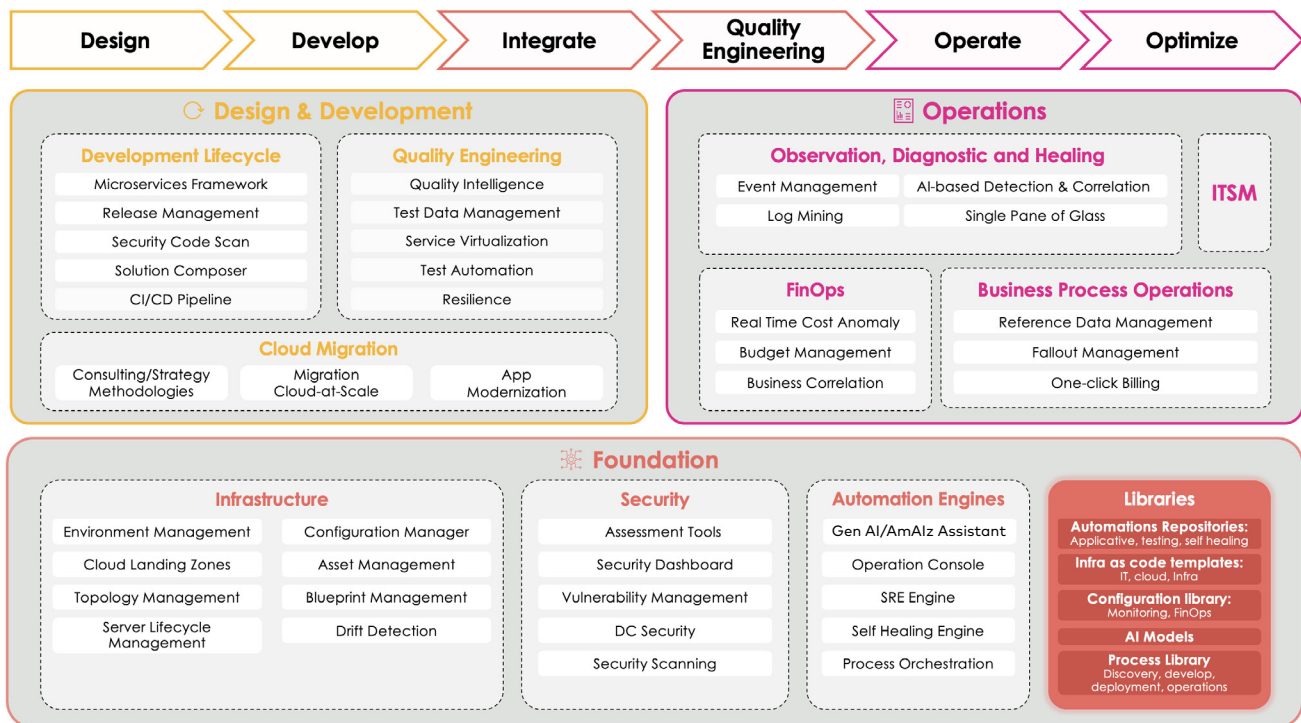 Design
Develop
Integrate
Quality
Engineering
Operate
Optimize
Design & Development
Development Lifecycle
Microservices Framework
Release Management
Security Code Scan
Solution Composer
CI/CD Pipeline
Quality Engineering
Quality Intelligence
Test Data Management
Service Virtualization
Test Automation
Resilience
Cloud Migration
Consulting/Strategy
Methodologies
Migration
Cloud-at-Scale
App
Modernization
Operations
Observation, Diagnostic and Healing
Event Management
AI-based Detection & Correlation
Log Mining
Single Pane of Glass
ITSM
FinOps
Real Time Cost Anomaly
Budget Management
Business Correlation
Business Process Operations
Reference Data Management
Fallout Management
One-click Billing
Foundation
Infrastructure
Environment Management
Configuration Manager
Cloud Landing Zones
Asset Management
Topology Management
Blueprint Management
Server Lifecycle
Management
Drift Detection
Security
Assessment Tools
Security Dashboard
Vulnerability Management
DC Security
Security Scanning
Automation Engines
Gen AI/AmAIz Assistant
Operation Console
SRE Engine
Self Healing Engine
Process Orchestration
Libraries
Automations Repositories:
Applicative, testing, self healing
Infra as code templates:
IT, cloud, Infra
Configuration library:
Monitoring, FinOps
AI Models
Process Library
Discovery, develop,
deployment, operations